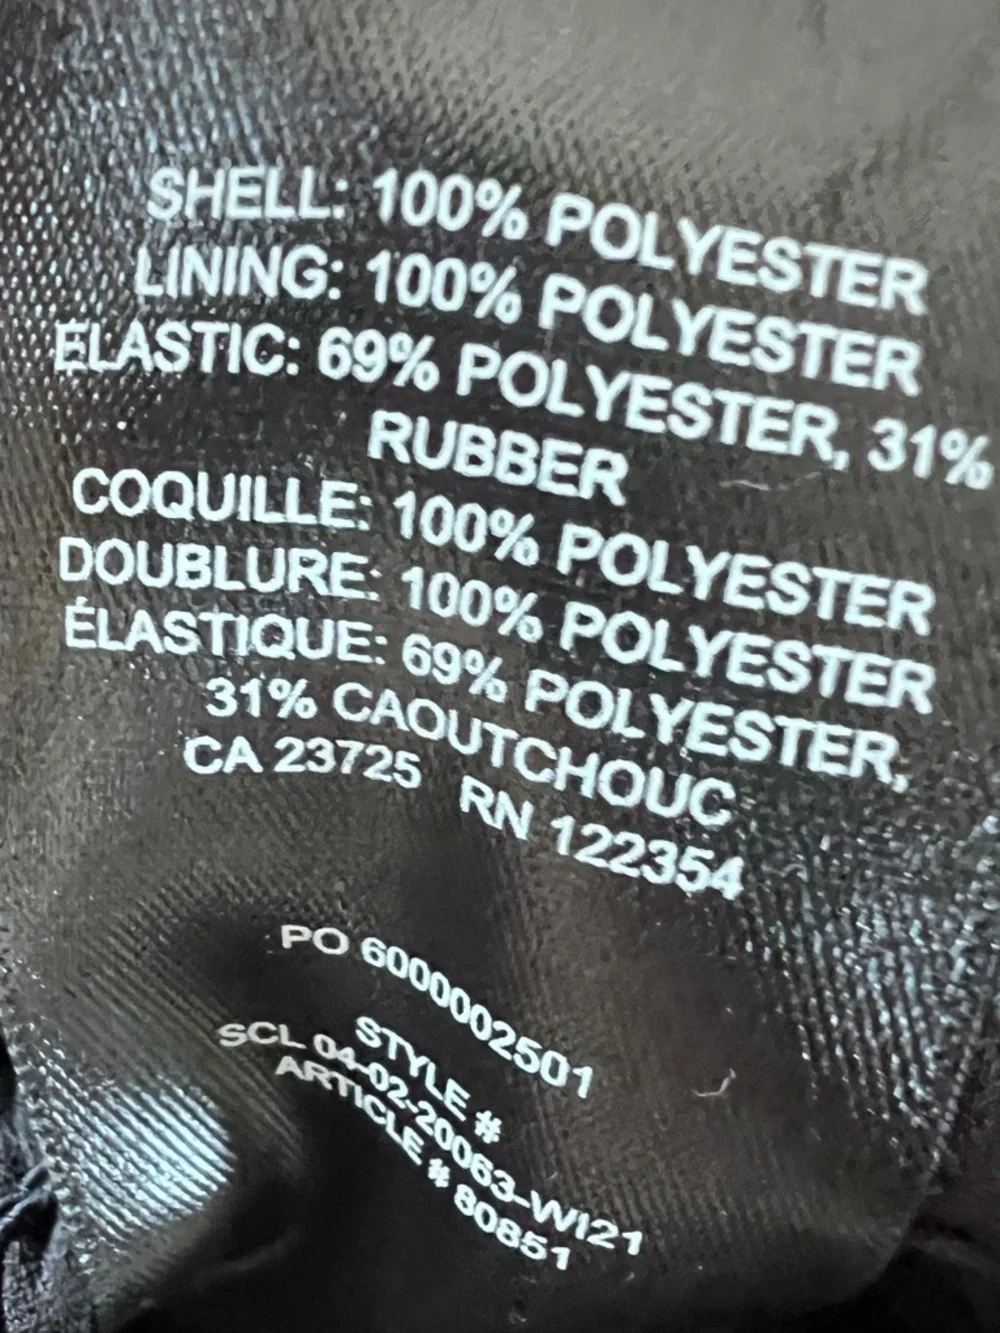 SHELL: 100% POLYESTER
LINING: 100% POLYESTER
ELASTIC: 69% POLYESTER, 31%
RUBBER
COQUILLE: 100% POLYESTER
DOUBLURE: 100% POLYESTER
ÉLASTIQUE: 69% POLYESTER,
31% CAOUTCHOUC
CA 23725 RN 122354
PO 6000002501
STYLE #
SCL 04-02-20063-WI21
ARTICLE # 80851